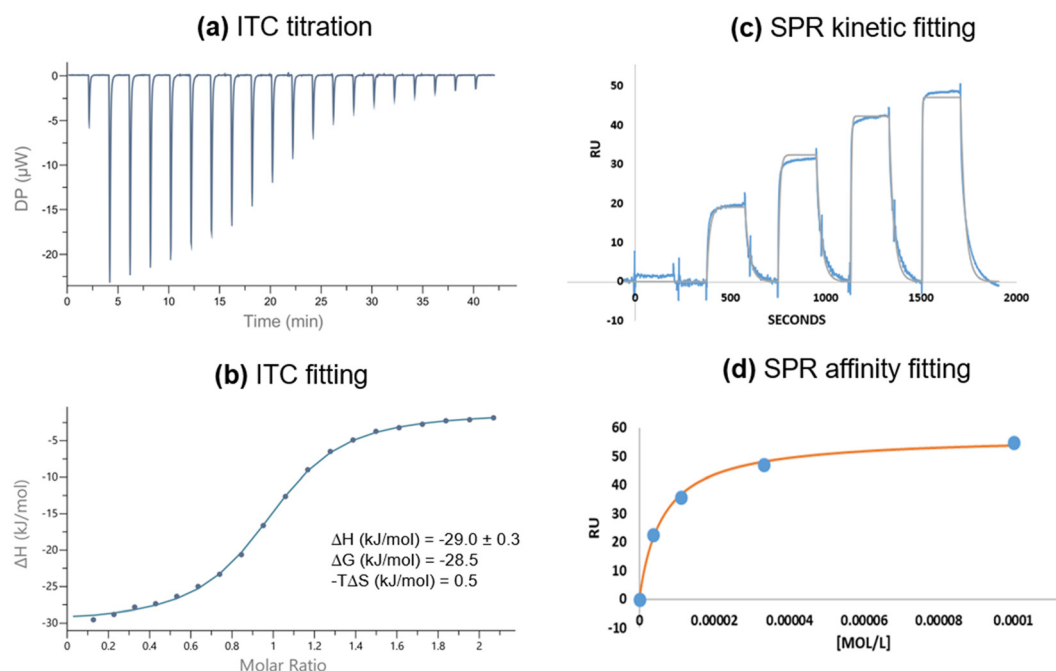 (a) ITC titration
0
-5
-10
-15
-20
DP (µW)
0 5 10 15 20 25 30 35 40
Time (min)
(c) SPR kinetic fitting
50
40
30
20
10
0
-10
RU
0 500 1000 1500 2000
SECONDS
(b) ITC fitting
-5
-10
-15
-20
-25
-30
ΔH (kJ/mol)
ΔH (kJ/mol) = -29.0 ± 0.3
ΔG (kJ/mol) = -28.5
-TΔS (kJ/mol) = 0.5
0 0.2 0.4 0.6 0.8 1 1.2 1.4 1.6 1.8 2
Molar Ratio
(d) SPR affinity fitting
60
50
40
30
20
10
0
-10
RU
0 0.00002 0.00004 0.00006 0.00008 0.0001
[MOL/L]